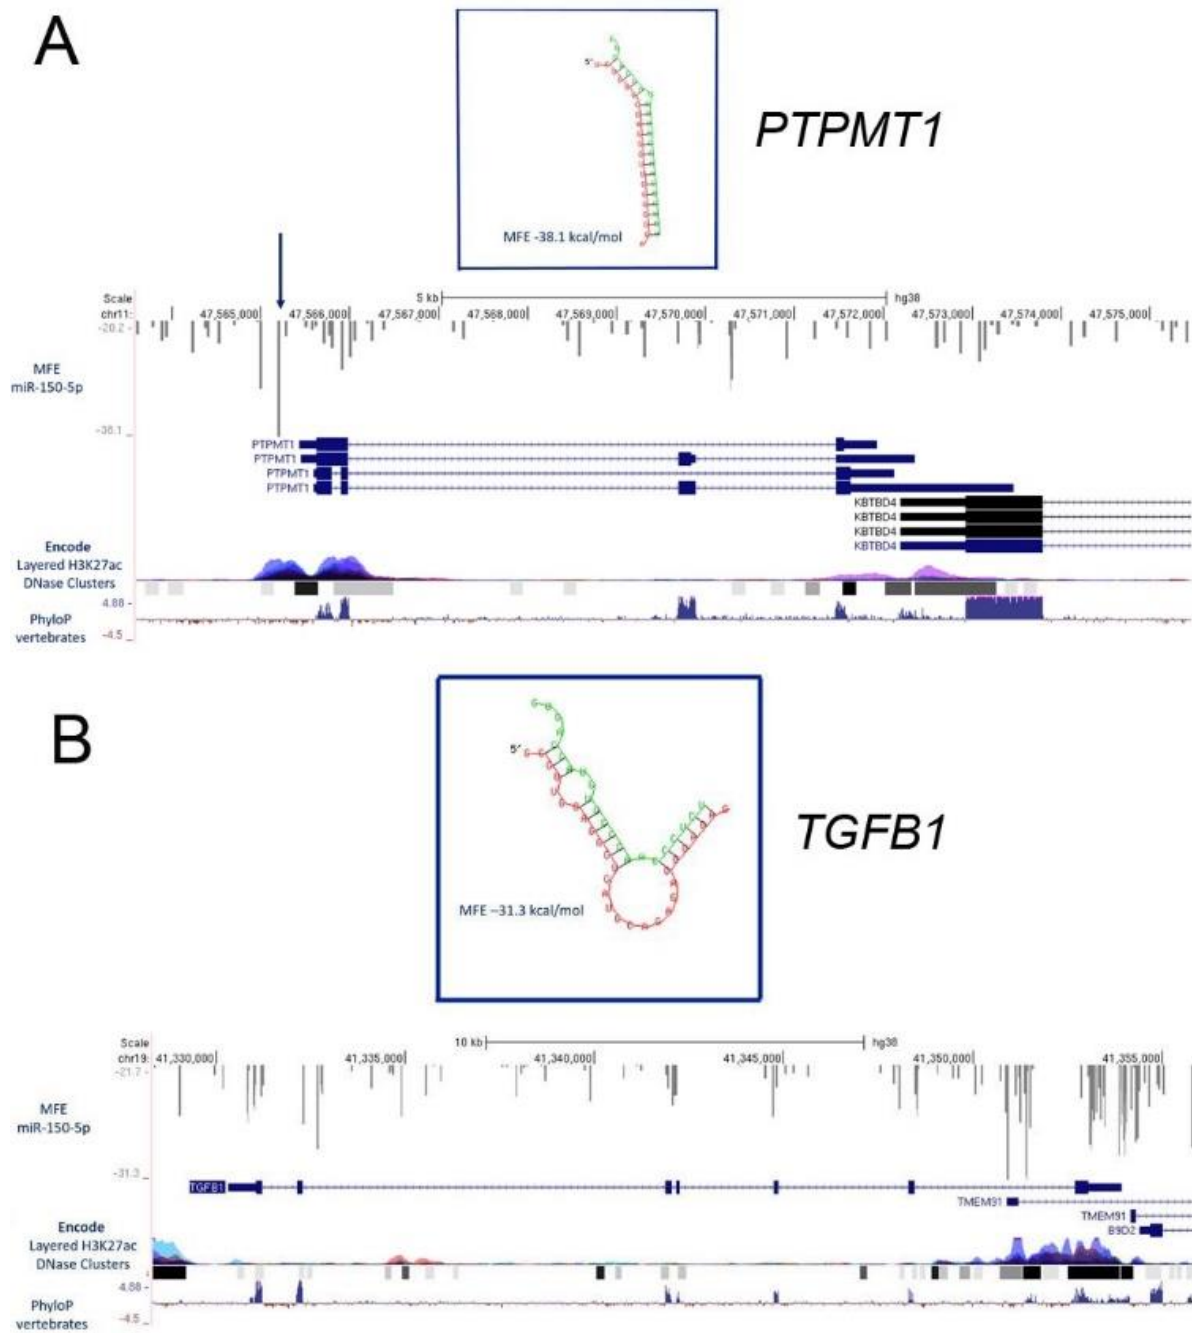 A
5'
MFE -38.1 kcal/mol
PTPMT1
Scale
5 kb
hg38
chr11:
47,565,000
47,566,000
47,567,000
47,568,000
47,569,000
47,570,000
47,571,000
47,572,000
47,573,000
47,574,000
47,575,000
-20.2 -
MFE
miR-150-5p
-38.1 _
PTPMT1
PTPMT1
PTPMT1
PTPMT1
KBTBD4
KBTBD4
KBTBD4
KBTBD4
Encode
Layered H3K27ac
DNase Clusters
4.88 -
PhyloP
vertebrates
-4.5 _
B
5'
MFE –31.3 kcal/mol
TGFB1
Scale
10 kb
hg38
chr19:
41,330,000
41,335,000
41,340,000
41,345,000
41,350,000
41,355,000
-21.7 -
MFE
miR-150-5p
-31.3 _
TGFB1
TMEM91
TMEM91
B9D2
Encode
Layered H3K27ac
DNase Clusters
4.88 -
PhyloP
vertebrates
-4.5 _